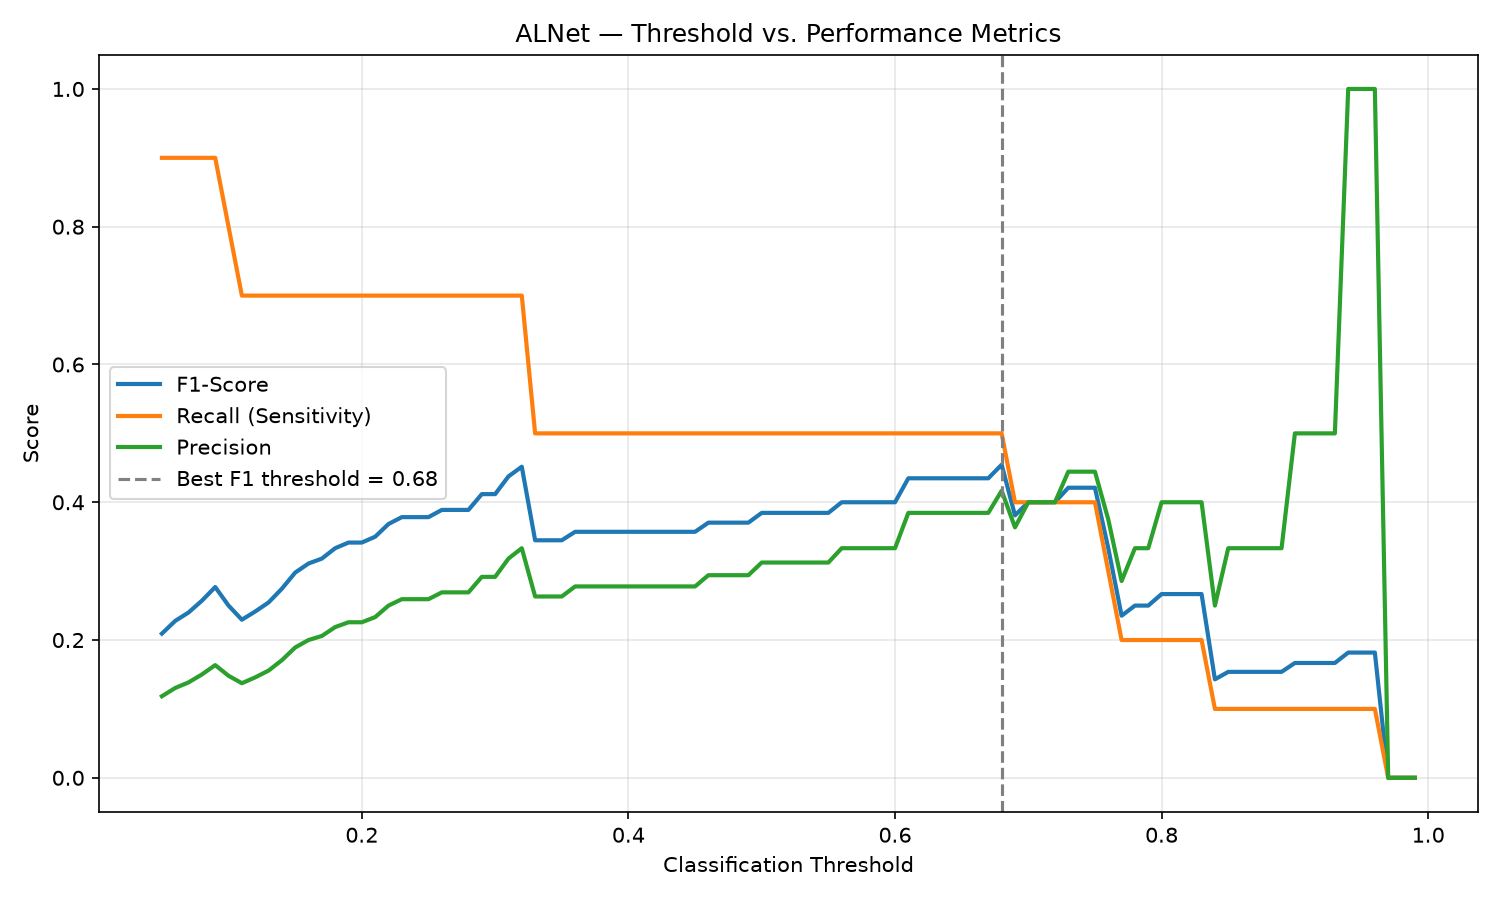 ALNet — Threshold vs. Performance Metrics
1.0
0.8
0.6
0.4
0.2
0.0
Score
F1-Score
Recall (Sensitivity)
Precision
Best F1 threshold = 0.68
0.2 0.4 0.6 0.8 1.0
Classification Threshold